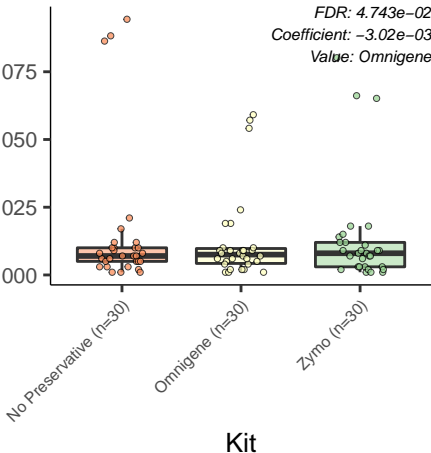 FDR: 4.743e−02
Coefficient: −3.02e−03
Value: Omnigene
075
050
025
000
No Preservative (n=30)
Omnigene (n=30)
Zymo (n=30)
Kit